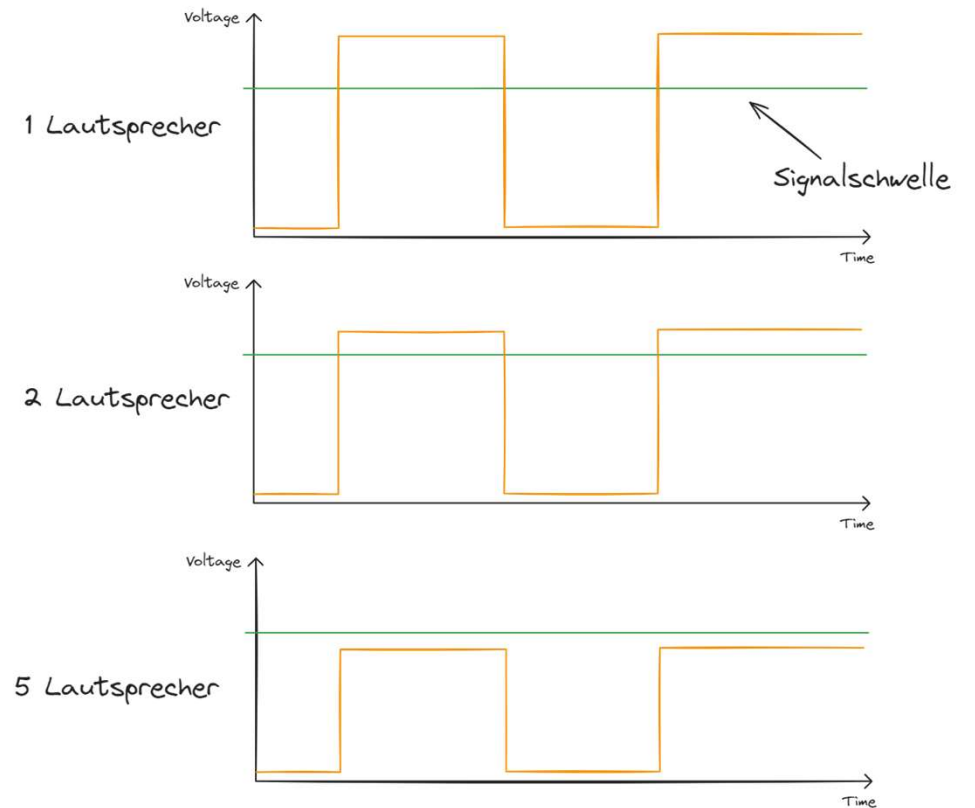 Voltage
1 Lautsprecher
Signalschwelle
Time
Voltage
2 Lautsprecher
Time
Voltage
5 Lautsprecher
Time